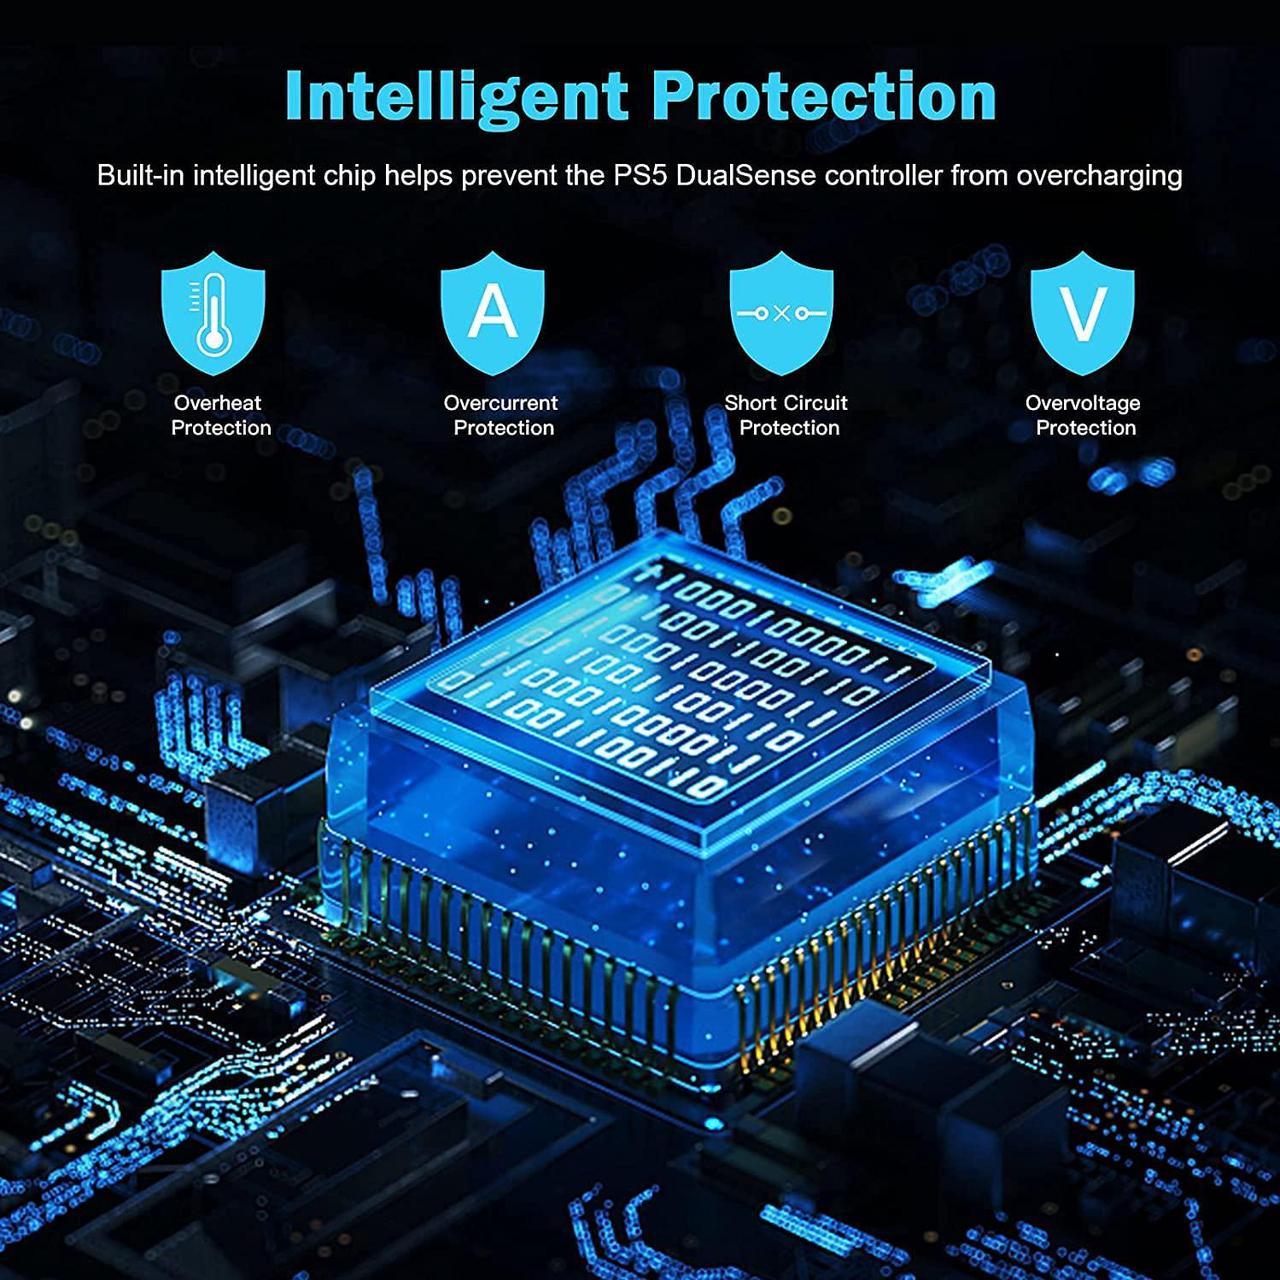 Intelligent Protection
Built-in intelligent chip helps prevent the PS5 DualSense controller from overcharging
A
V
Overheat
Protection
Overcurrent
Protection
Short Circuit
Protection
Overvoltage
Protection